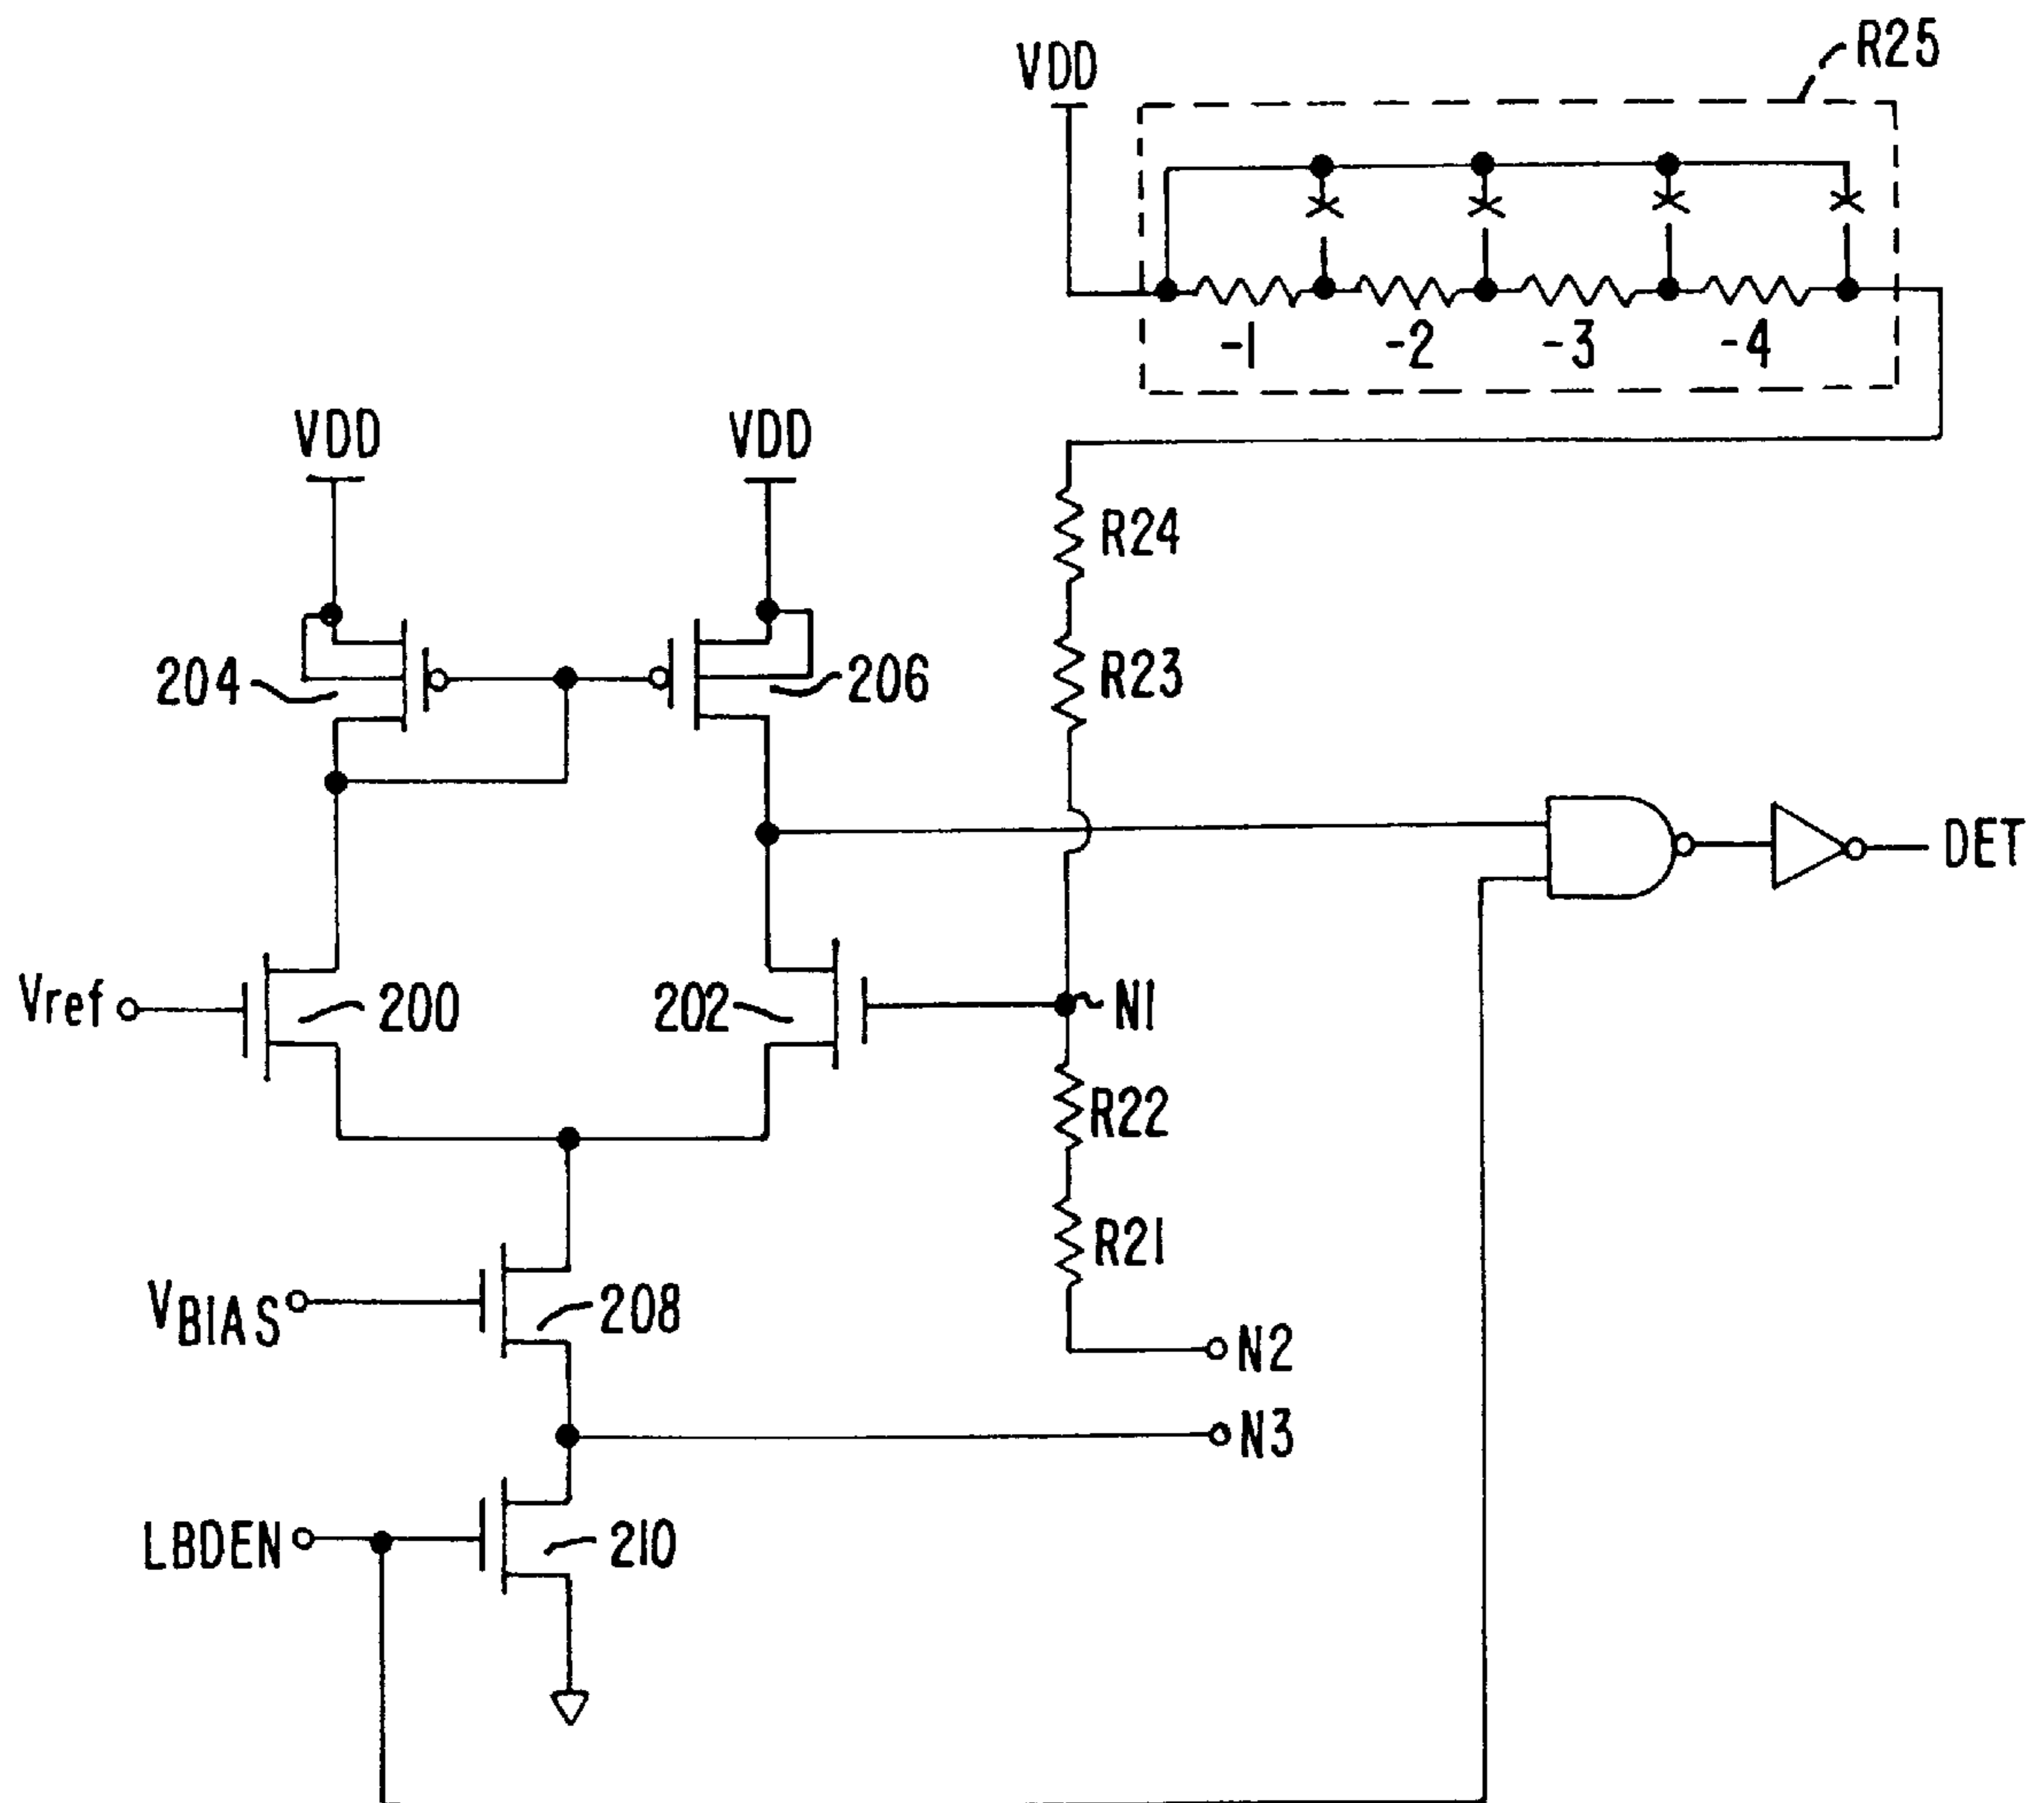 R25
VDD
-1
-2
-3
-4
VDD
VDD
R24
204
206
R23
DET
Vref
200
202
N1
R22
R21
VBIAS
208
N2
N3
LBDEN
210